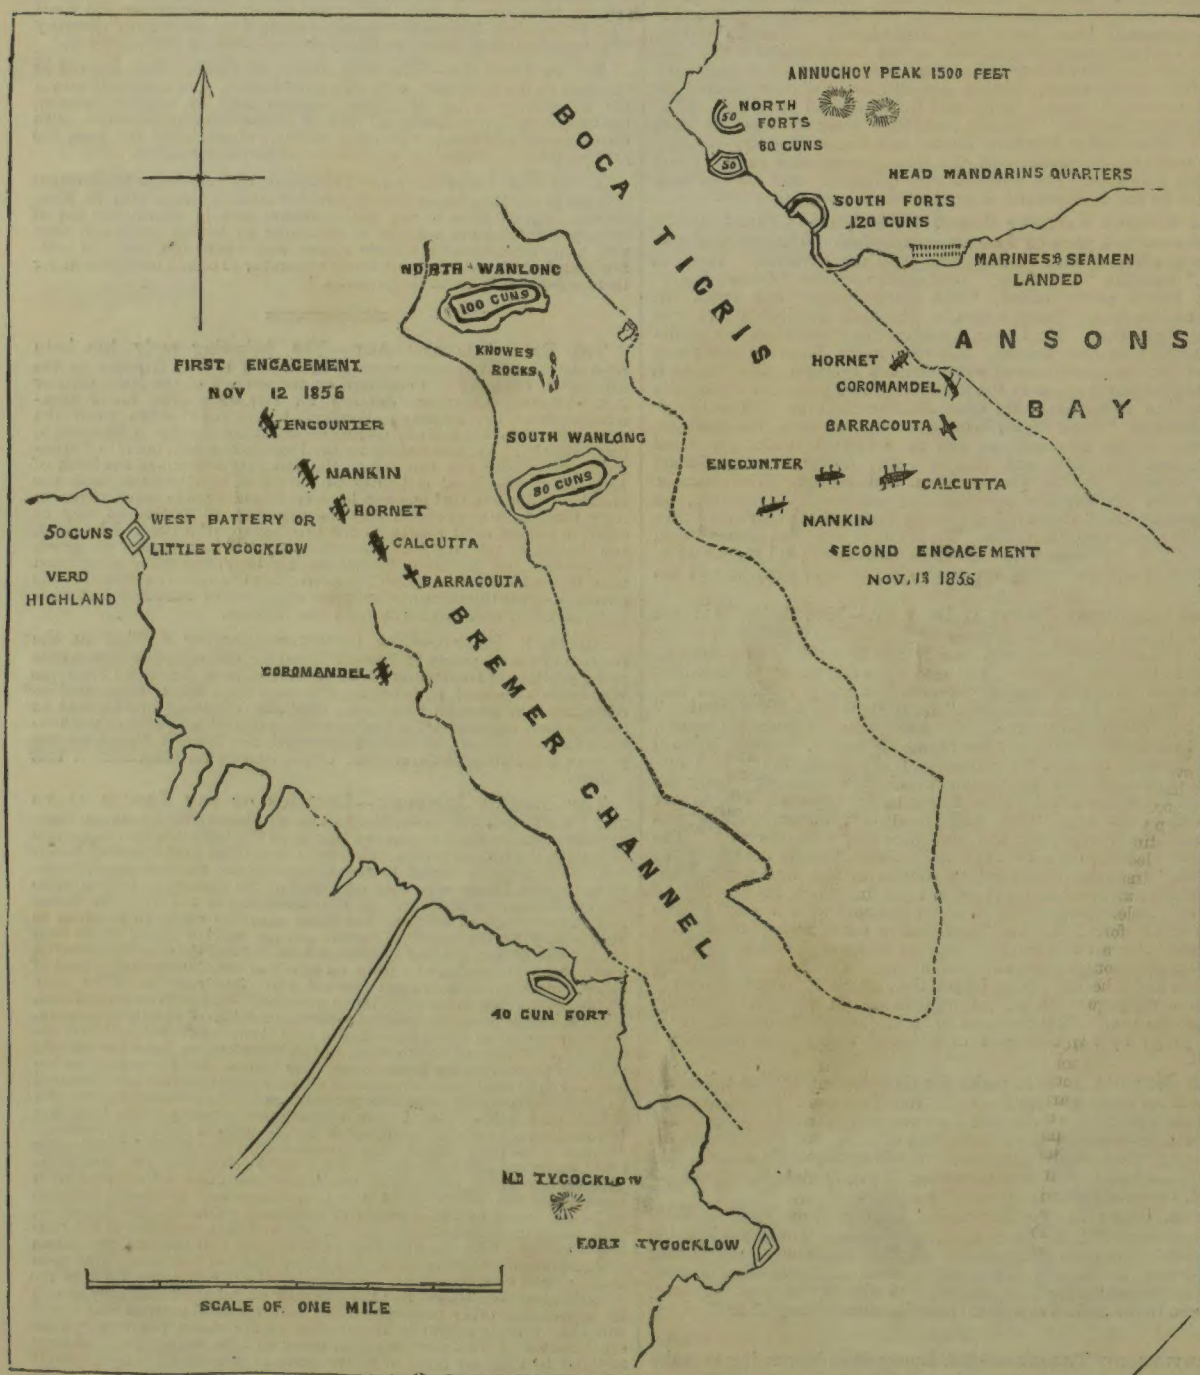 ANNUCHOY PEAK 1500 FEET
NORTH
FORTS
80 GUNS
50
50
HEAD MANDARINS QUARTERS
SOUTH FORTS
120 GUNS
MARINES & SEAMEN
LANDED
BOCA TIGRIS
ANSONS
BAY
NORTH WANLONG
100 GUNS
KNOWES
ROCKS
SOUTH WANLONG
80 GUNS
FIRST ENGAGEMENT
NOV 12 1856
ENCOUNTER
NANKIN
HORNET
CALCUTTA
BARRACOUTA
COROMANDEL
HORNET
COROMANDEL
BARRACOUTA
ENCOUNTER
CALCUTTA
NANKIN
SECOND ENGAGEMENT
NOV. 13 1856
50 GUNS
WEST BATTERY OR
LITTLE TYCOCKLOW
VERD
HIGHLAND
BREMER CHANNEL
40 GUN FORT
TYCOCKLOW
FORT TYCOCKLOW
SCALE OF ONE MILE